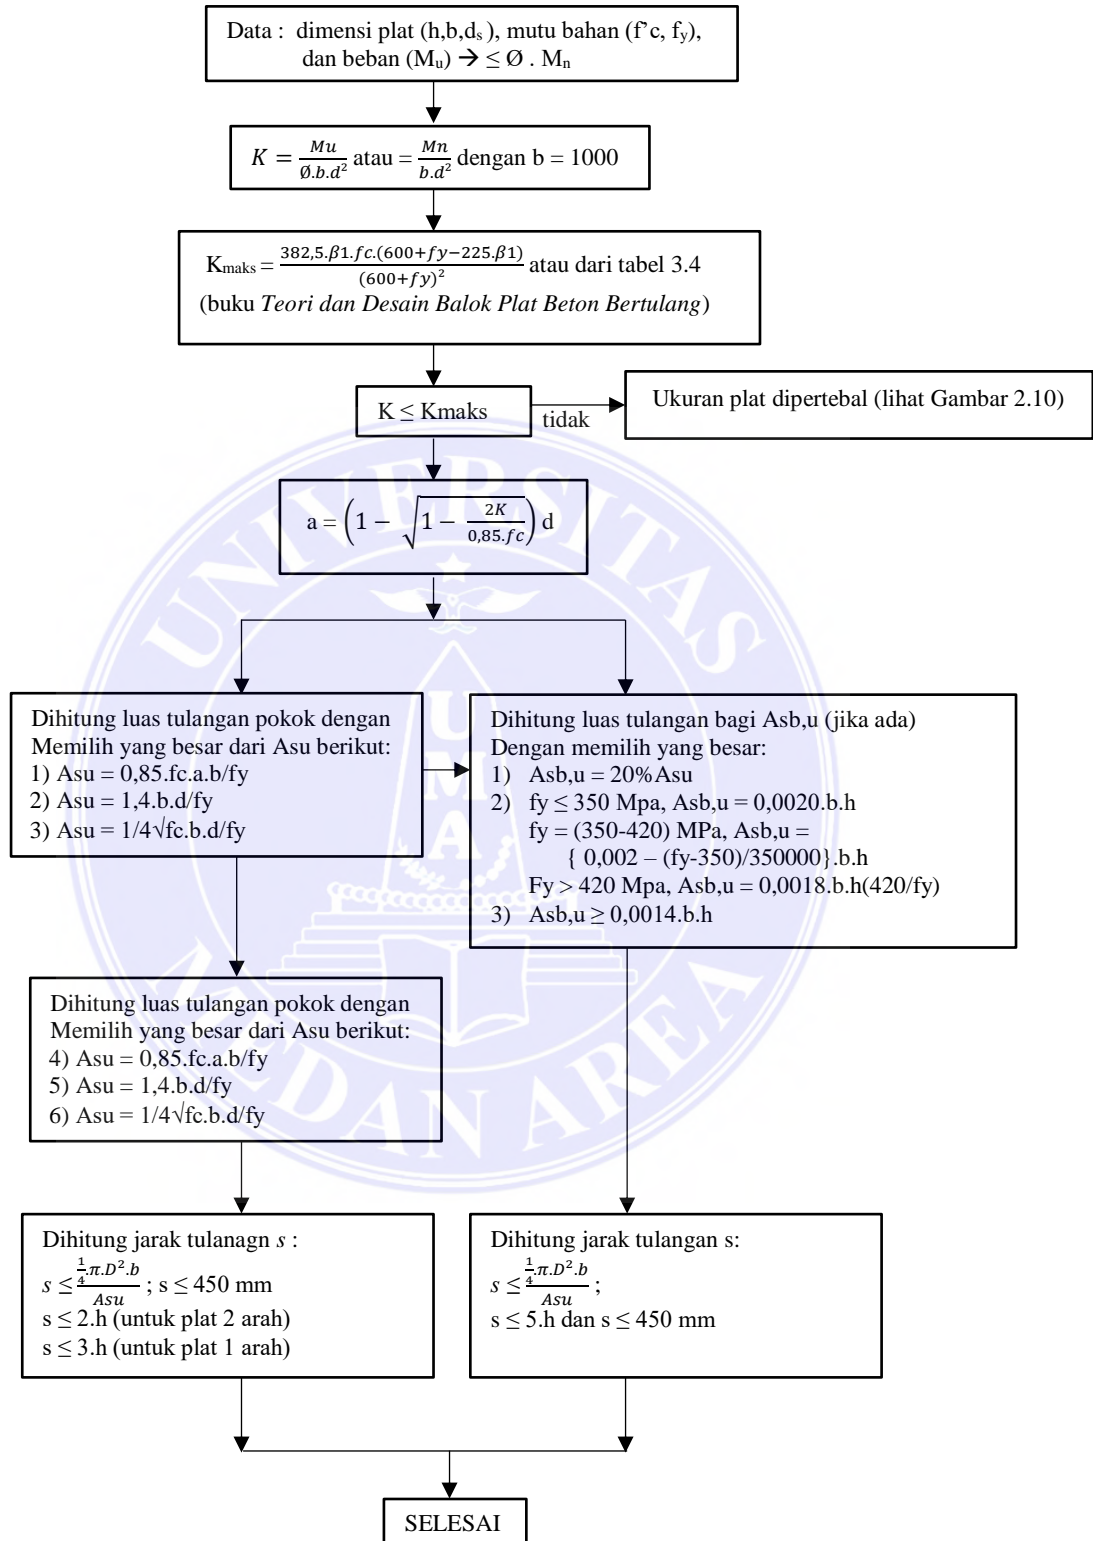 Data : dimensi plat (h,b,dₛ), mutu bahan (f'c, fy),
dan beban (Mᵤ) → ≤ Ø . Mₙ
K = Mu/Ø.b.d² atau = Mn/b.d² dengan b = 1000
Kmaks = 382,5.β1.fc.(600+fy−225.β1)/(600+fy)² atau dari tabel 3.4
(buku Teori dan Desain Balok Plat Beton Bertulang)
K ≤ Kmaks
tidak
Ukuran plat dipertebal (lihat Gambar 2.10)
a = (1 − √(1 − 2K/0,85.fc)) d
Dihitung luas tulangan pokok dengan
Memilih yang besar dari Asu berikut:
1) Asu = 0,85.fc.a.b/fy
2) Asu = 1,4.b.d/fy
3) Asu = 1/4√fc.b.d/fy
Dihitung luas tulangan bagi Asb,u (jika ada)
Dengan memilih yang besar:
1) Asb,u = 20%Asu
2) fy ≤ 350 Mpa, Asb,u = 0,0020.b.h
fy = (350-420) MPa, Asb,u =
{ 0,002 – (fy-350)/350000}.b.h
Fy > 420 Mpa, Asb,u = 0,0018.b.h(420/fy)
3) Asb,u ≥ 0,0014.b.h
Dihitung luas tulangan pokok dengan
Memilih yang besar dari Asu berikut:
4) Asu = 0,85.fc.a.b/fy
5) Asu = 1,4.b.d/fy
6) Asu = 1/4√fc.b.d/fy
Dihitung jarak tulanagn s :
s ≤ ¼.π.D².b/Asu ; s ≤ 450 mm
s ≤ 2.h (untuk plat 2 arah)
s ≤ 3.h (untuk plat 1 arah)
Dihitung jarak tulangan s:
s ≤ ¼.π.D².b/Asu ;
s ≤ 5.h dan s ≤ 450 mm
SELESAI
UNIVERSITAS
UMA
MEDAN AREA